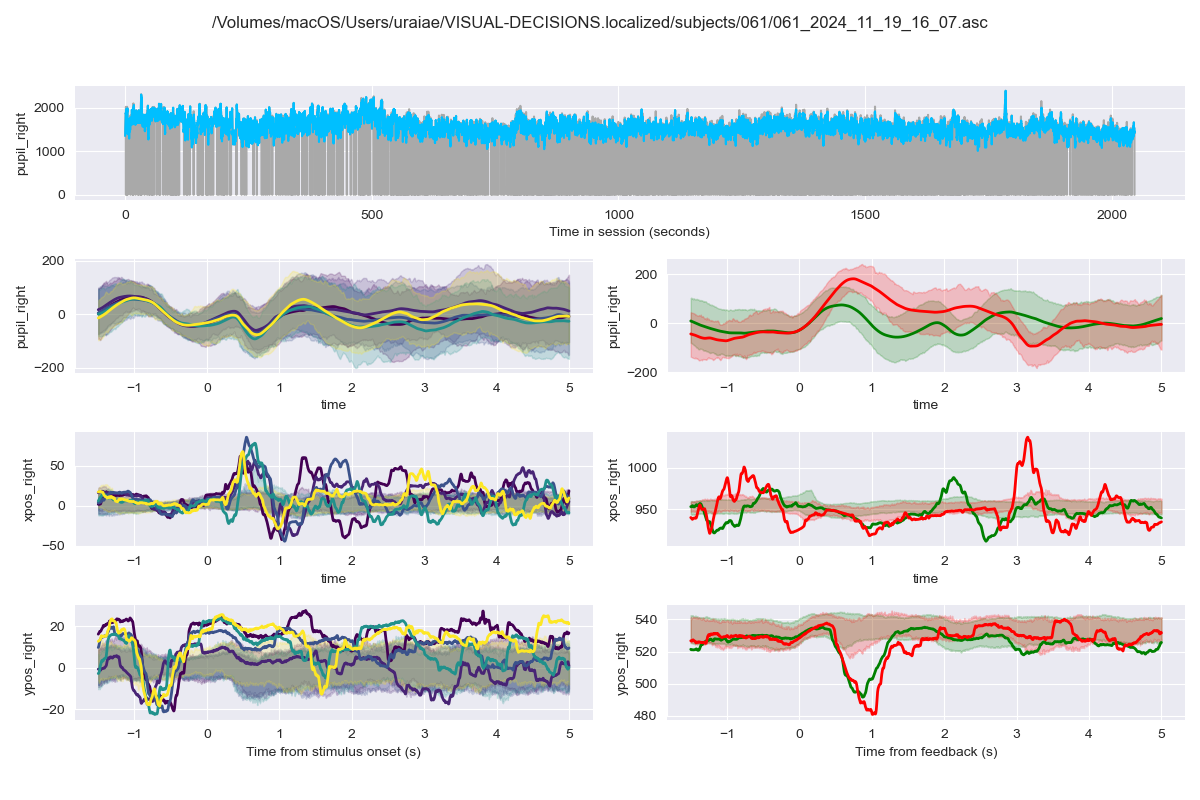 /Volumes/macOS/Users/uraiae/VISUAL-DECISIONS.localized/subjects/061/061_2024_11_19_16_07.asc
pupil_right
2000
1000
0
0 500 1000 1500 2000
Time in session (seconds)
pupil_right
200
0
−200
−1 0 1 2 3 4 5
time
pupil_right
200
0
−200
−1 0 1 2 3 4 5
time
xpos_right
50
0
−50
−1 0 1 2 3 4 5
time
xpos_right
1000
950
−1 0 1 2 3 4 5
time
ypos_right
20
0
−20
−1 0 1 2 3 4 5
Time from stimulus onset (s)
ypos_right
540
520
500
480
−1 0 1 2 3 4 5
Time from feedback (s)